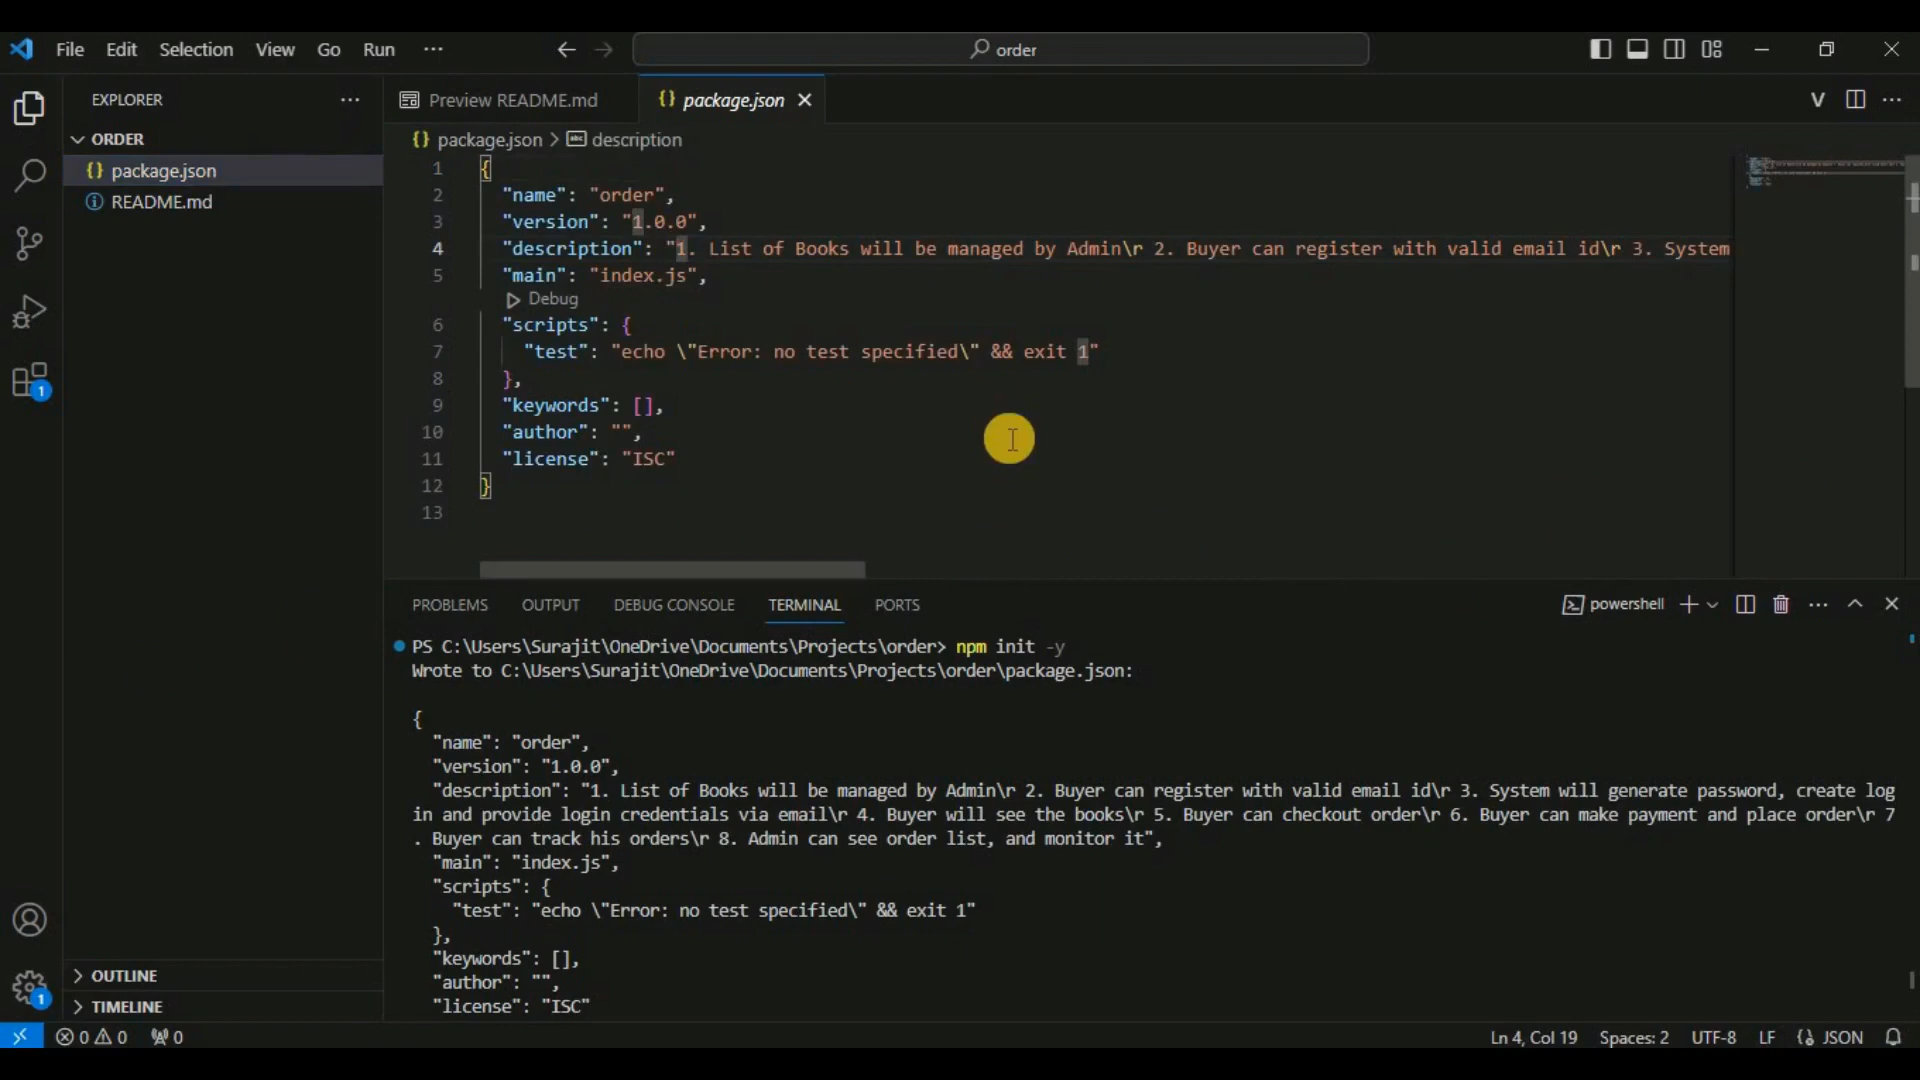 File Edit Selection View Go Run ··· order
EXPLORER ···
ORDER
{} package.json
README.md
OUTLINE
TIMELINE
Preview README.md {} package.json V ···
{} package.json > abc description
1 {
2 "name": "order",
3 "version": "1.0.0",
4 "description": "1. List of Books will be managed by Admin\r 2. Buyer can register with valid email id\r 3. System
5 "main": "index.js",
Debug
6 "scripts": {
7 "test": "echo \"Error: no test specified\" && exit 1"
8 },
9 "keywords": [],
10 "author": "",
11 "license": "ISC"
12 }
13
PROBLEMS OUTPUT DEBUG CONSOLE TERMINAL PORTS powershell ···
PS C:\Users\Surajit\OneDrive\Documents\Projects\order> npm init -y
Wrote to C:\Users\Surajit\OneDrive\Documents\Projects\order\package.json:
{
"name": "order",
"version": "1.0.0",
"description": "1. List of Books will be managed by Admin\r 2. Buyer can register with valid email id\r 3. System will generate password, create log
in and provide login credentials via email\r 4. Buyer will see the books\r 5. Buyer can checkout order\r 6. Buyer can make payment and place order\r 7
. Buyer can track his orders\r 8. Admin can see order list, and monitor it",
"main": "index.js",
"scripts": {
"test": "echo \"Error: no test specified\" && exit 1"
},
"keywords": [],
"author": "",
"license": "ISC"
1
1
0 0 0 Ln 4, Col 19 Spaces: 2 UTF-8 LF {} JSON